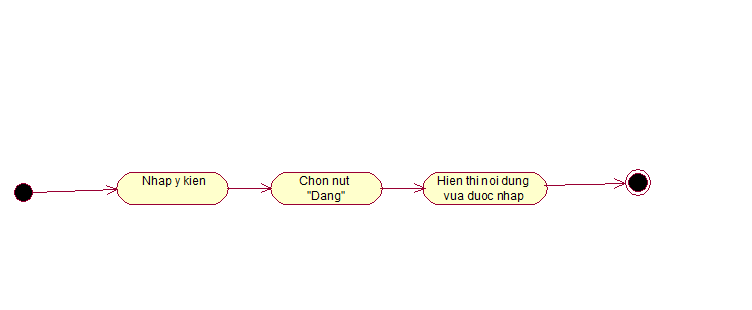 Nhap y kien
Chon nut
"Dang"
Hien thi noi dung
vua duoc nhap